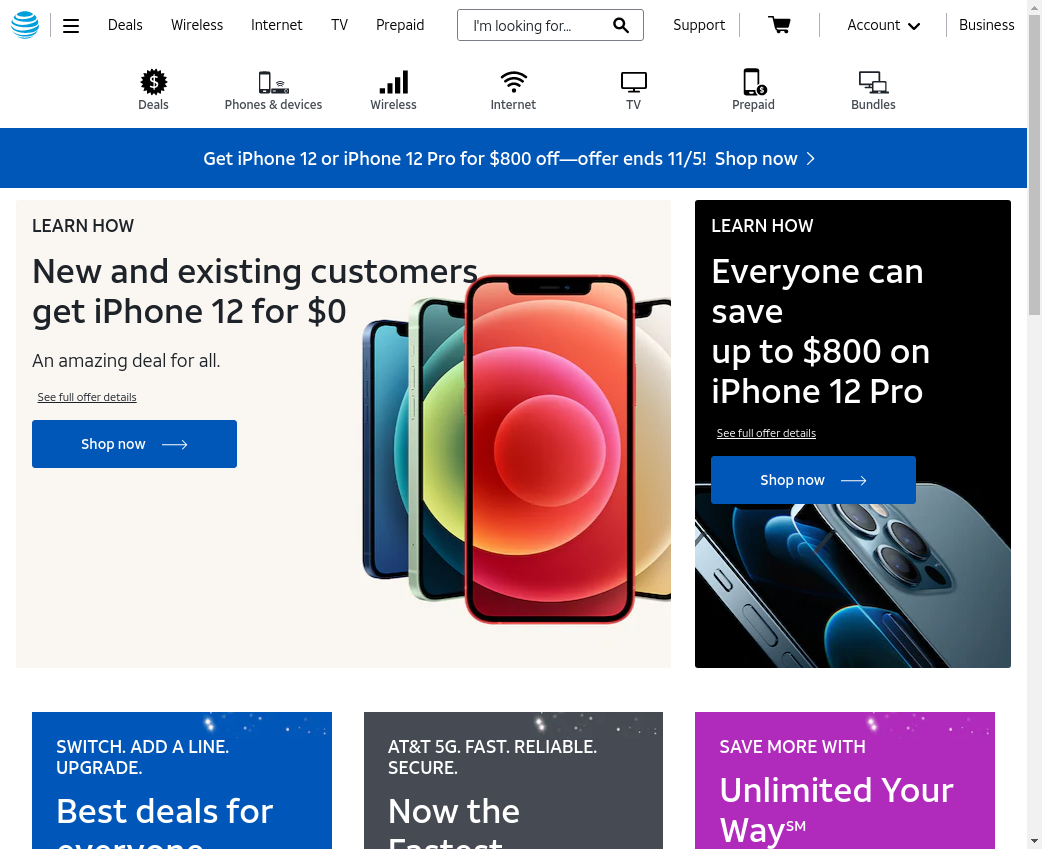 Deals
Wireless
Internet
TV
Prepaid
I'm looking for...
Support
Account
Business
Deals
Phones & devices
Wireless
Internet
TV
Prepaid
Bundles
Get iPhone 12 or iPhone 12 Pro for $800 off—offer ends 11/5! Shop now
LEARN HOW
New and existing customers
get iPhone 12 for $0
An amazing deal for all.
See full offer details
Shop now
LEARN HOW
Everyone can
save
up to $800 on
iPhone 12 Pro
See full offer details
Shop now
SWITCH. ADD A LINE.
UPGRADE.
Best deals for
everyone
AT&T 5G. FAST. RELIABLE.
SECURE.
Now the
Fastest
SAVE MORE WITH
Unlimited Your
Way℠